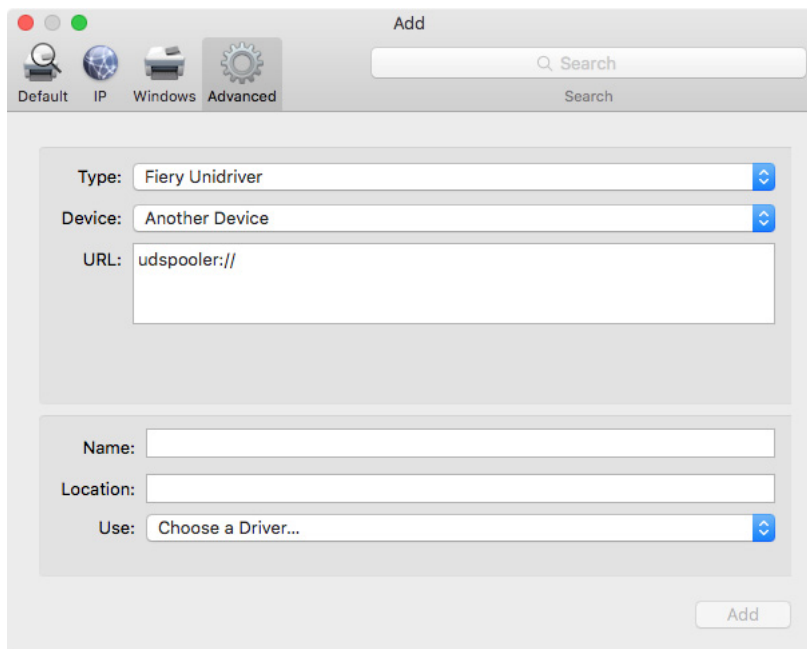 Add
Default IP Windows Advanced
Search
Search
Type: Fiery Unidriver
Device: Another Device
URL: udspooler://
Name:
Location:
Use: Choose a Driver...
Add